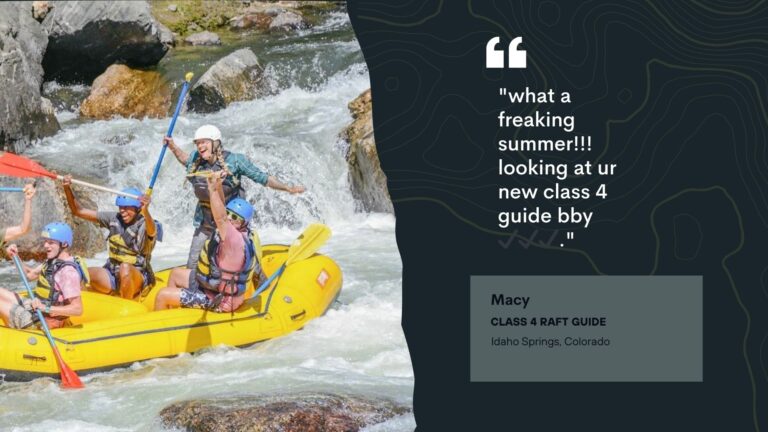 "what a
freaking
summer!!!
looking at ur
new class 4
guide bby
✓✓✓."
Macy
CLASS 4 RAFT GUIDE
Idaho Springs, Colorado